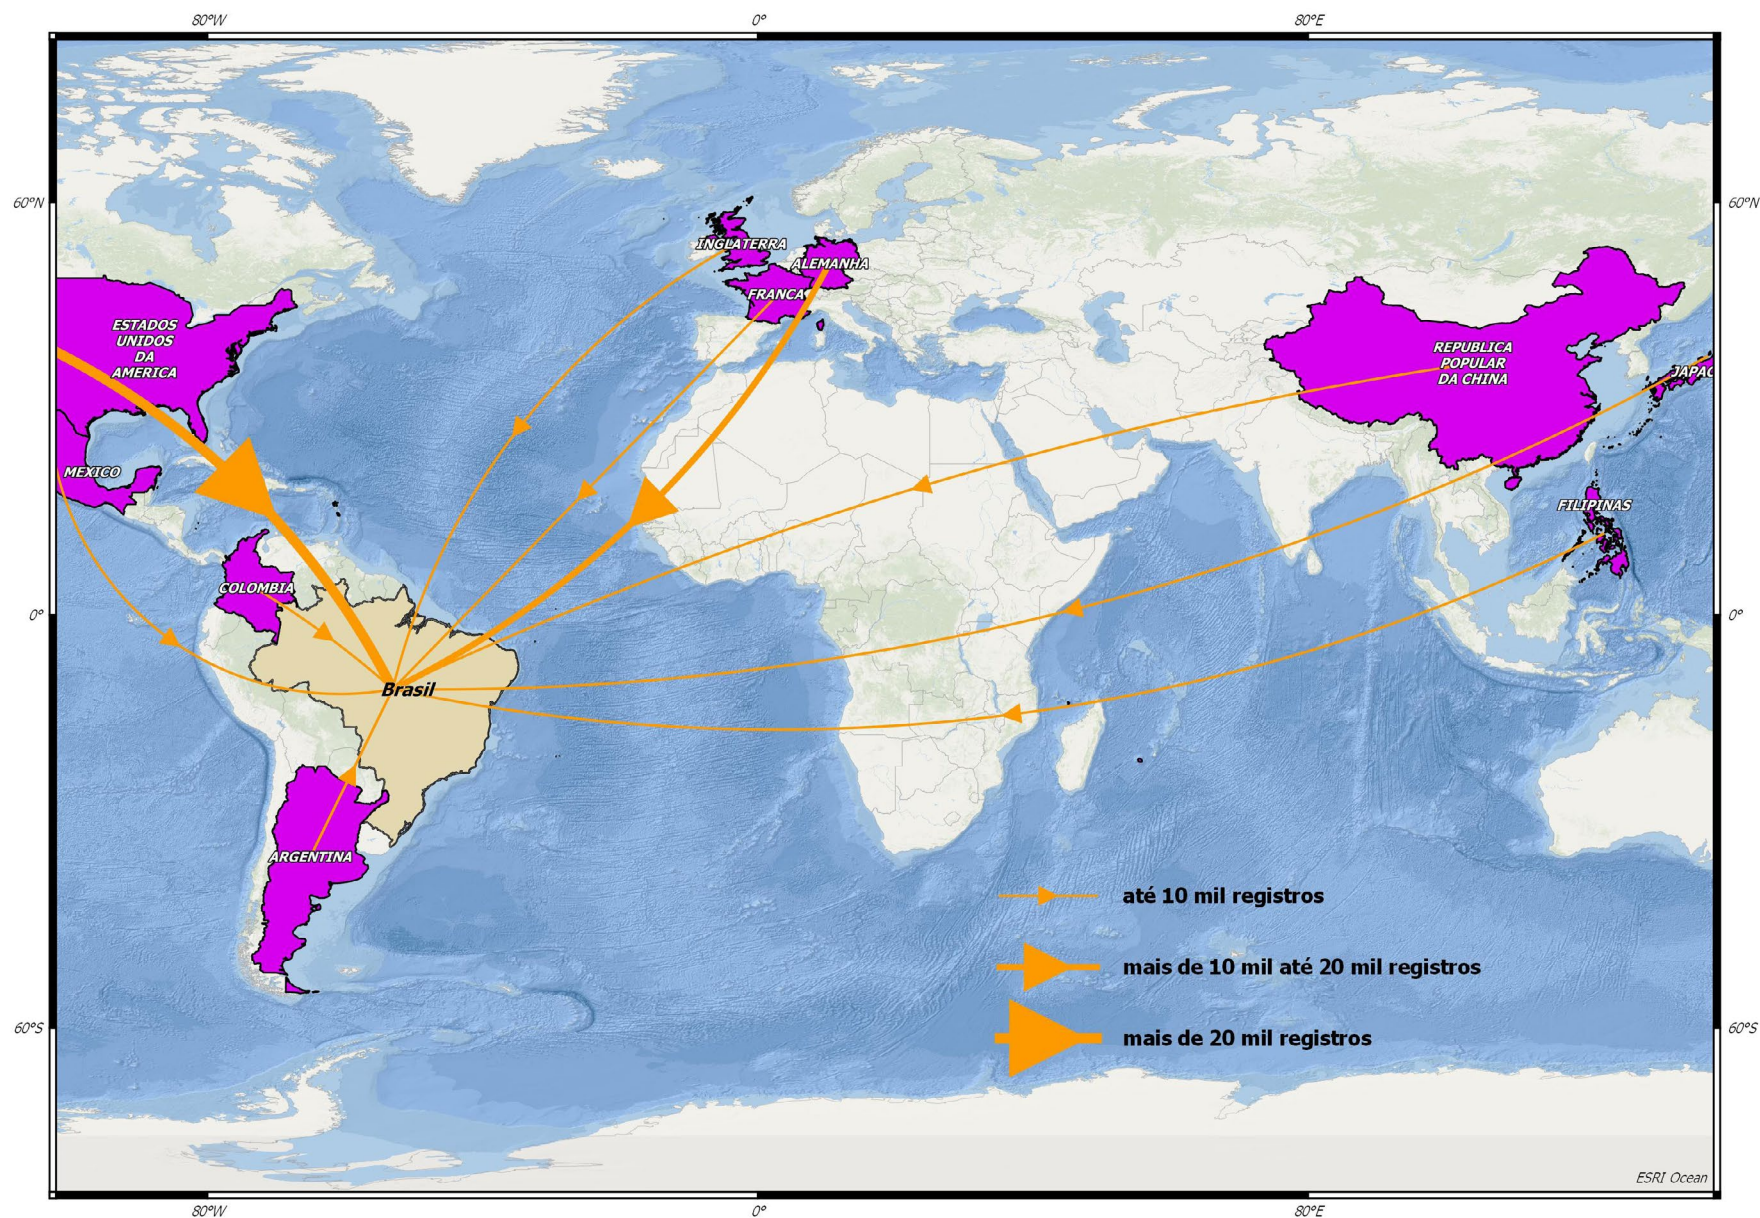 80°W 0° 80°E
60°N 60°N
INGLATERRA
ALEMANHA
FRANCA
ESTADOS
UNIDOS
DA
AMERICA
REPUBLICA
POPULAR
DA CHINA
JAPAO
MEXICO
FILIPINAS
COLOMBIA
0° 0°
Brasil
ARGENTINA
até 10 mil registros
mais de 10 mil até 20 mil registros
60°S 60°S
mais de 20 mil registros
ESRI Ocean
80°W 0° 80°E